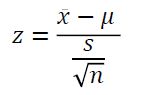 z = (x̄ − μ) / (s / √n)